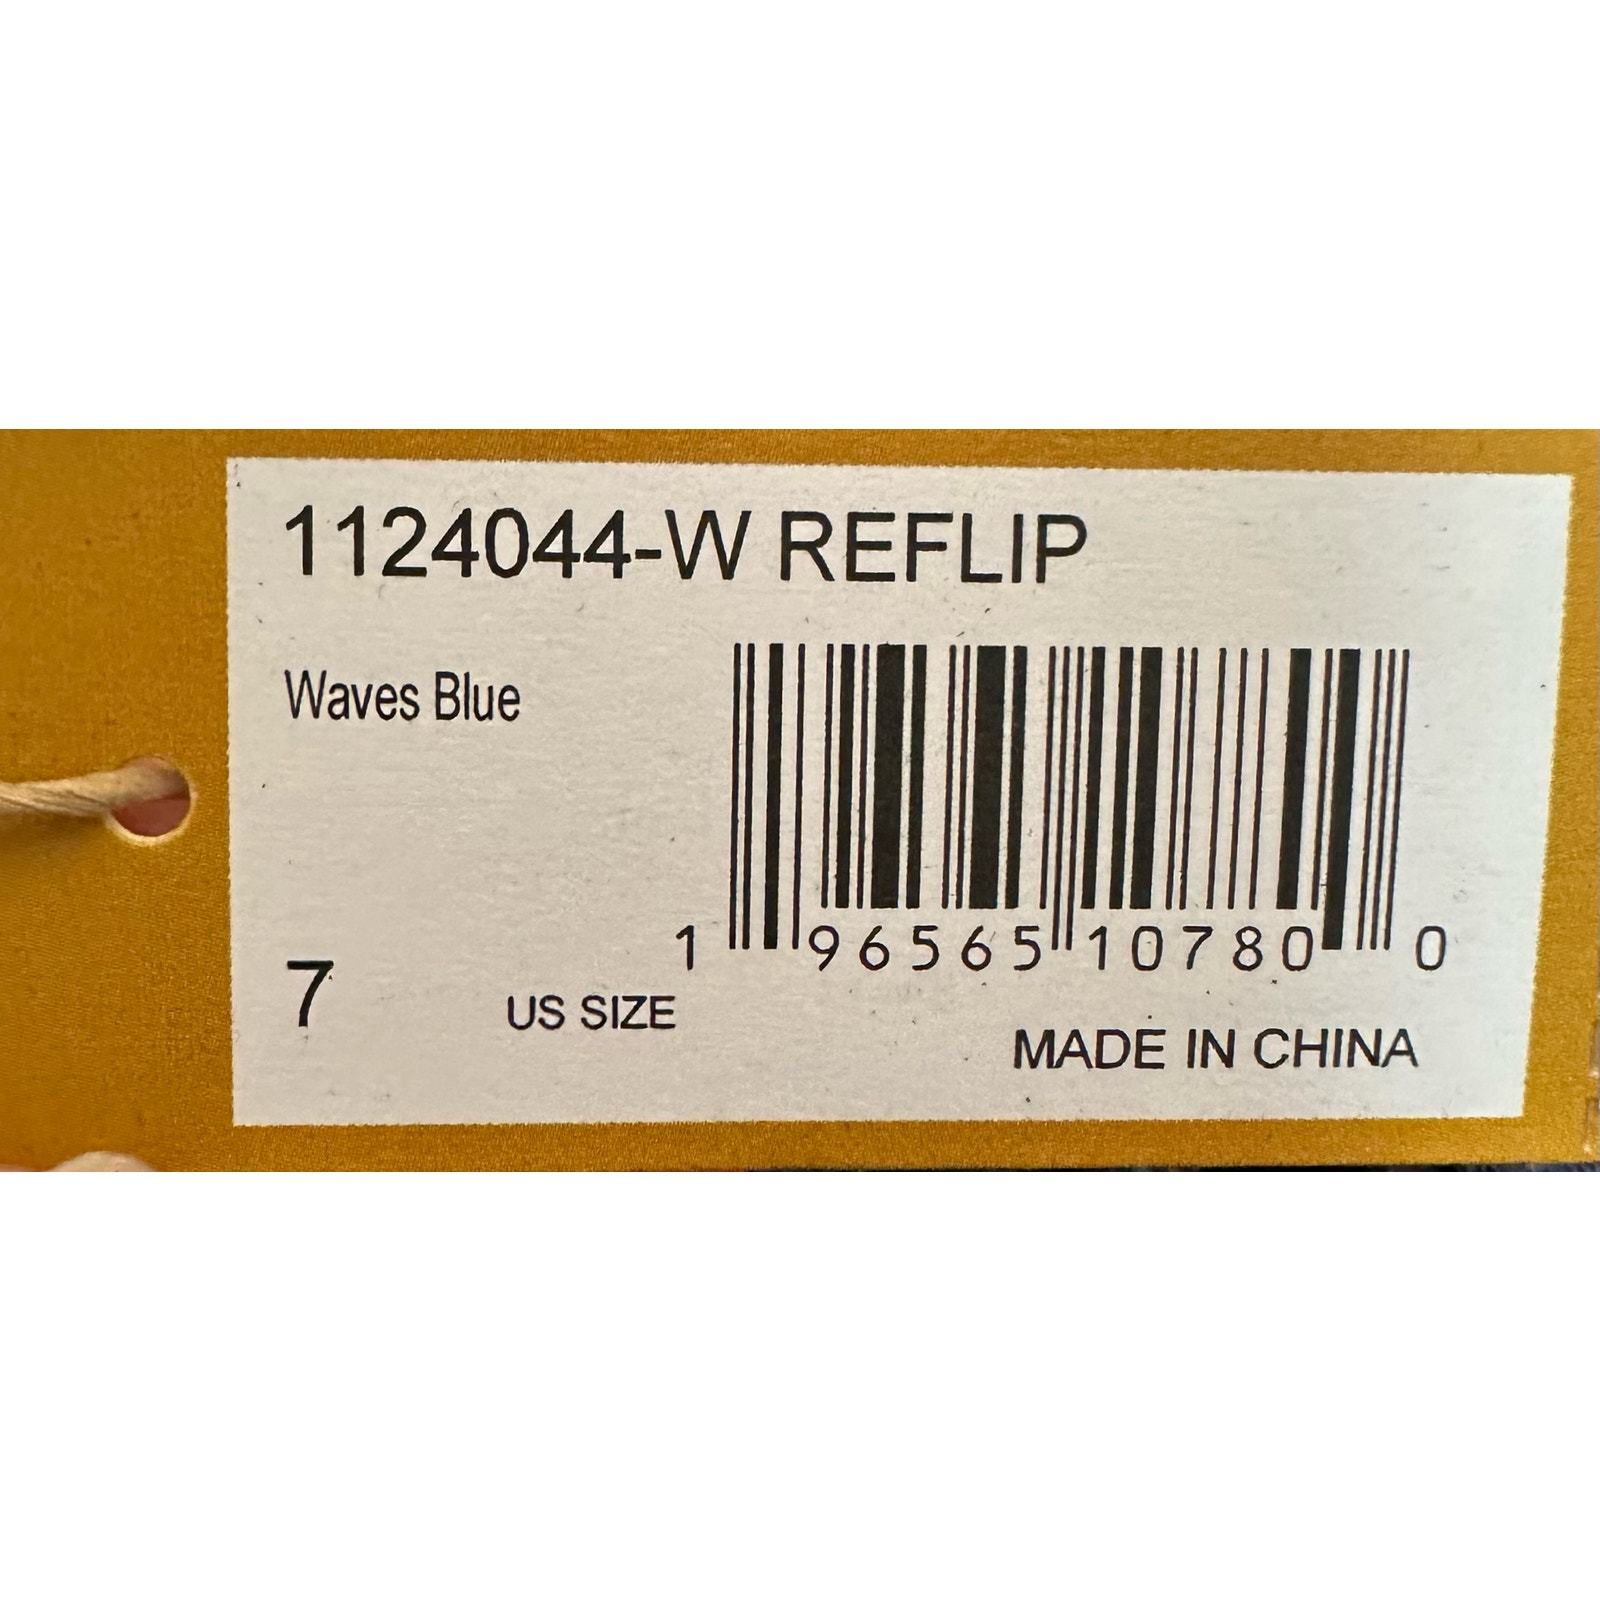 1124044-W REFLIP
Waves Blue
1 96565 10780 0
7 US SIZE
MADE IN CHINA